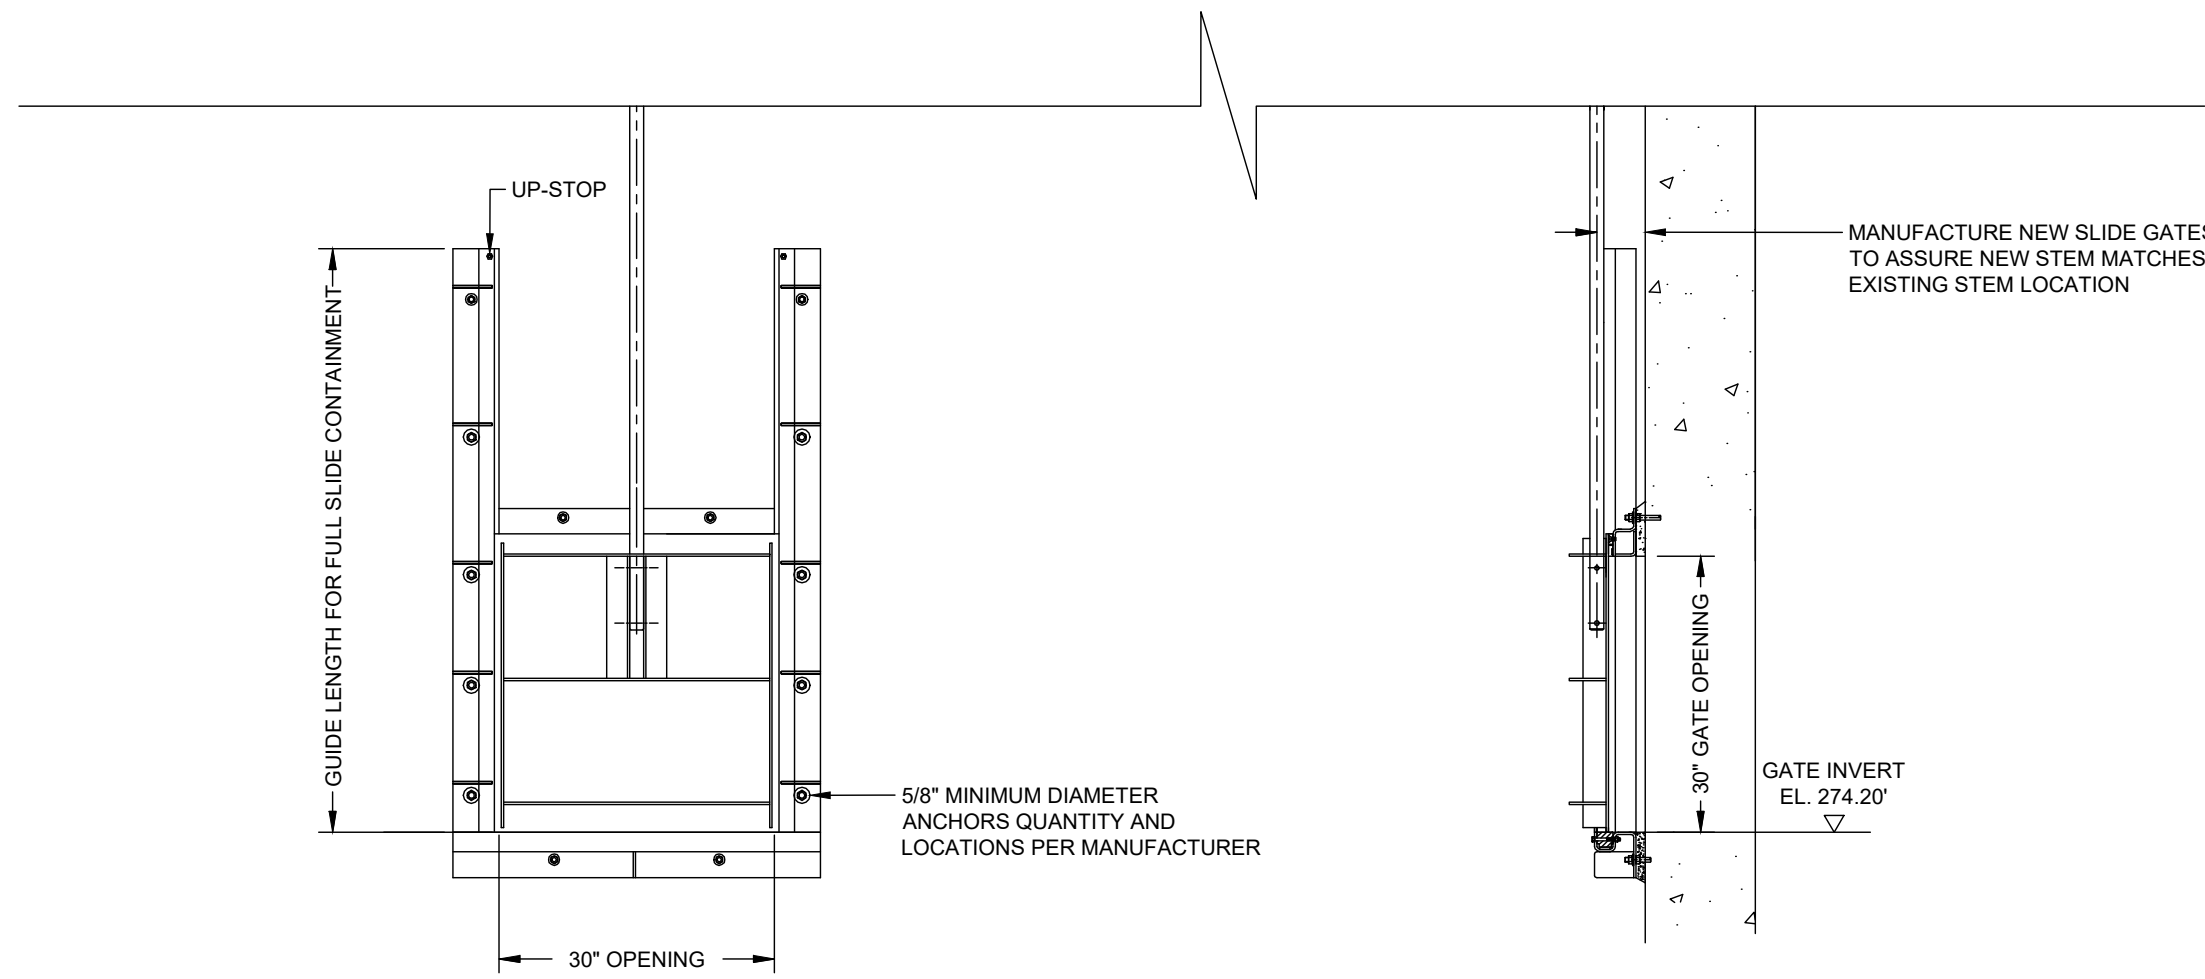 UP-STOP
GUIDE LENGTH FOR FULL SLIDE CONTAINMENT
5/8" MINIMUM DIAMETER
ANCHORS QUANTITY AND
LOCATIONS PER MANUFACTURER
30" OPENING
MANUFACTURE NEW SLIDE GATES
TO ASSURE NEW STEM MATCHES
EXISTING STEM LOCATION
30" GATE OPENING
GATE INVERT
EL. 274.20'